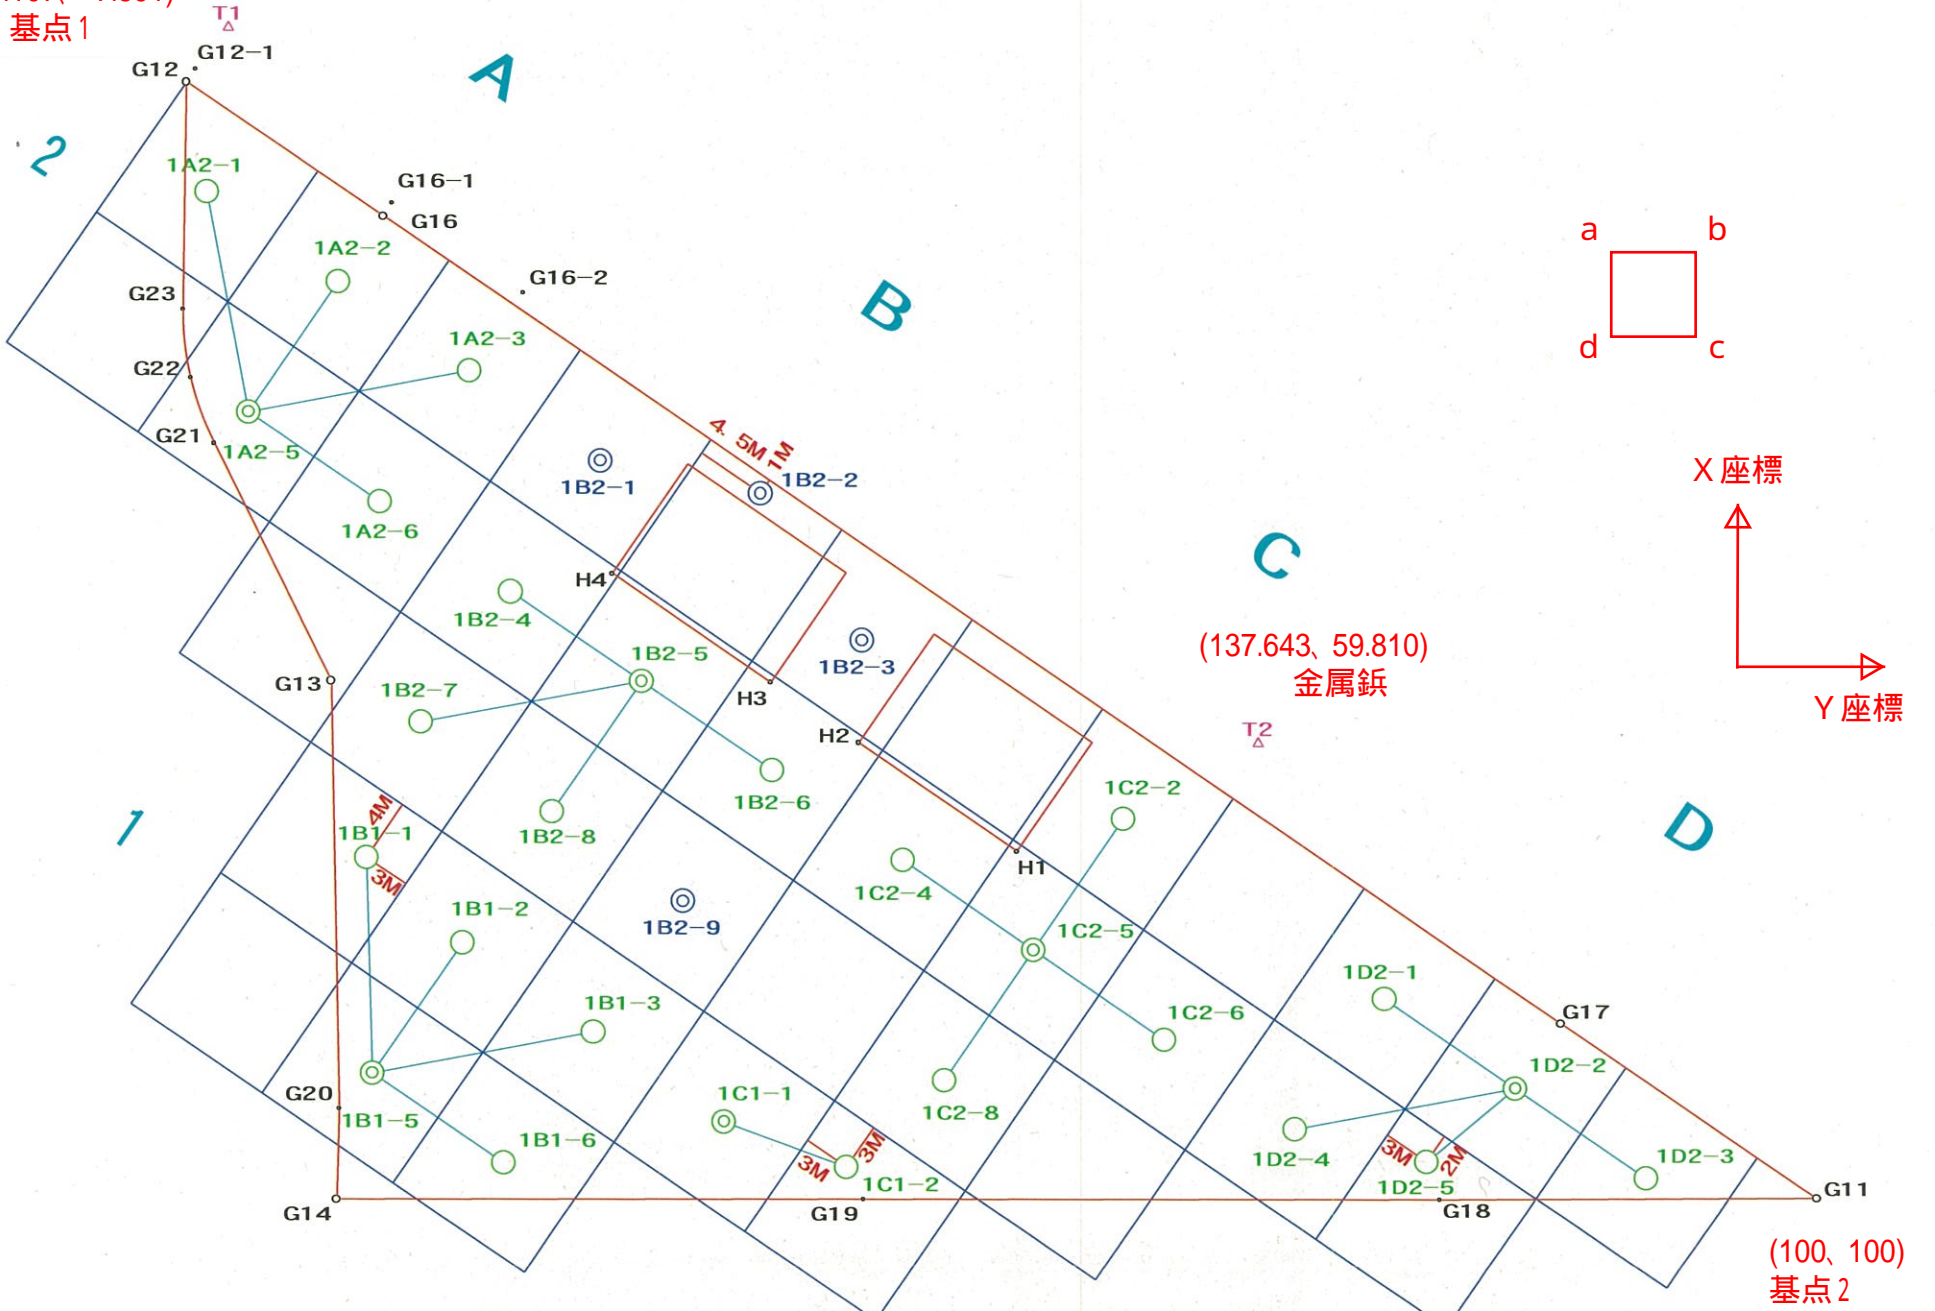 基点1
T1
G12-1
G12
A
2
1A2-1
G16-1
G16
1A2-2
G16-2
G23
1A2-3
G22
B
G21
1A2-5
1A2-6
4. 5M
1M
1B2-1
1B2-2
H4
1B2-4
1B2-5
1B2-3
1B2-7
H3
G13
H2
1B2-6
1B2-8
C
(137.643、59.810)
金属鋲
T2
a
b
d
c
X座標
Y座標
1
4M
1B1-1
3M
1B1-2
1B2-9
1C2-2
H1
1C2-4
1C2-5
D
1B1-3
1C2-6
1D2-1
G17
G20
1B1-5
1B1-6
1C1-1
3M
3M
1C1-2
1C2-8
1D2-2
1D2-4
3M
2M
1D2-5
1D2-3
G14
G19
G18
G11
(100、100)
基点2